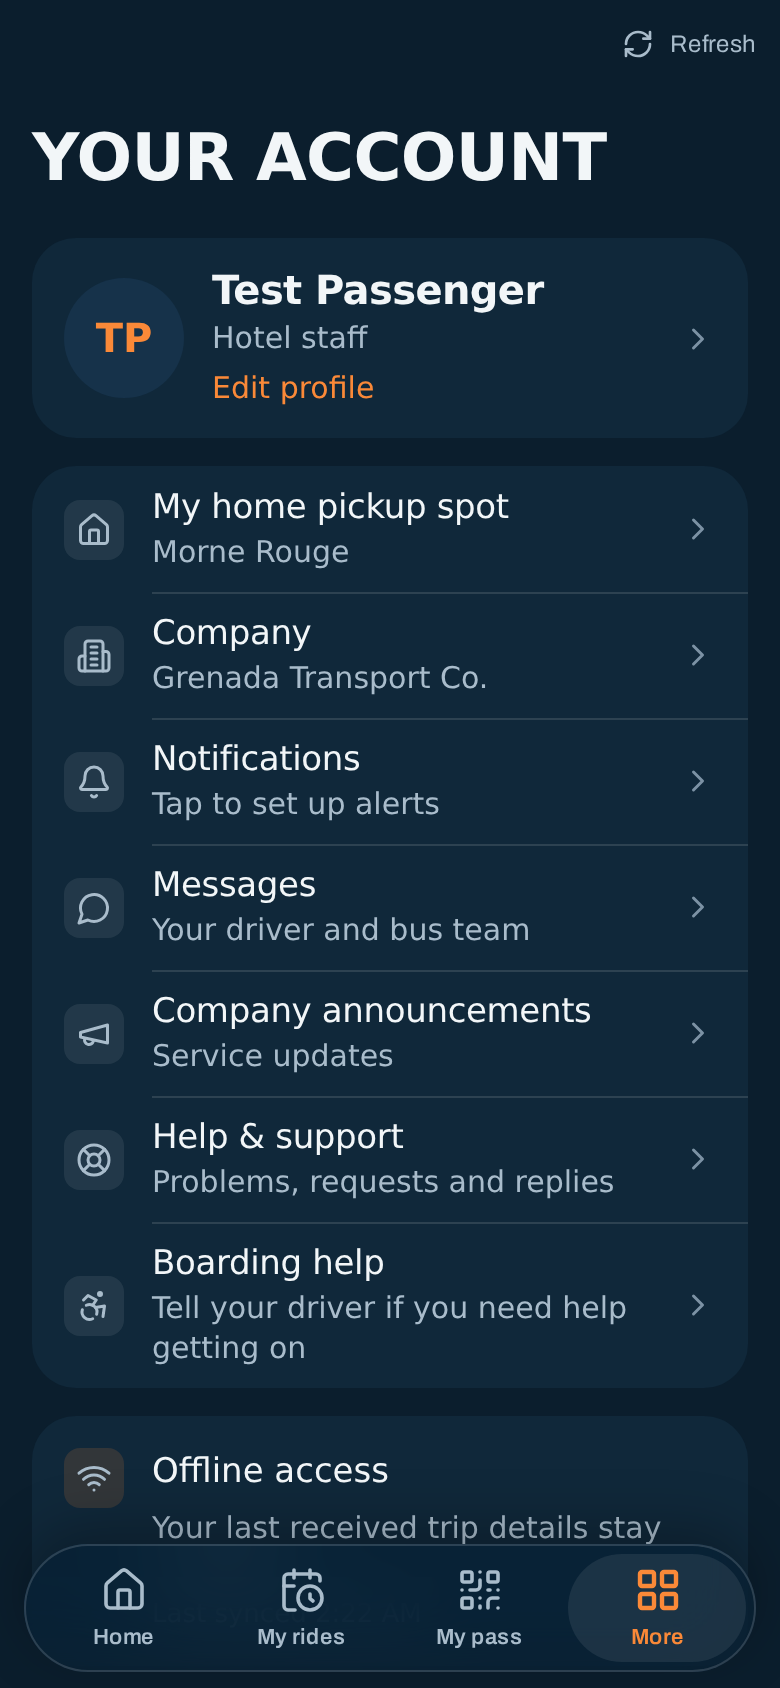 Refresh
YOUR ACCOUNT
TP
Test Passenger
Hotel staff
Edit profile
My home pickup spot
Morne Rouge
Company
Grenada Transport Co.
Notifications
Tap to set up alerts
Messages
Your driver and bus team
Company announcements
Service updates
Help & support
Problems, requests and replies
Boarding help
Tell your driver if you need help
getting on
Offline access
Your last received trip details stay
Home
My rides
My pass
More